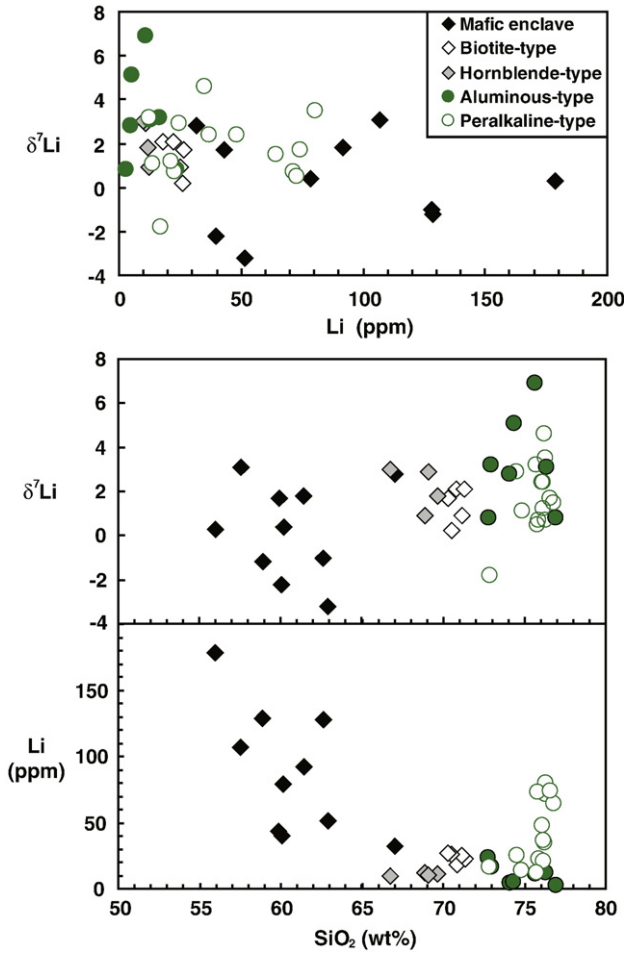 8
6
4
2
0
-2
-4
δ⁷Li
Mafic enclave
Biotite-type
Hornblende-type
Aluminous-type
Peralkaline-type
0 50 100 150 200
Li (ppm)
8
6
4
2
0
-2
-4
δ⁷Li
150
100
50
0
Li
(ppm)
50 55 60 65 70 75 80
SiO₂ (wt%)